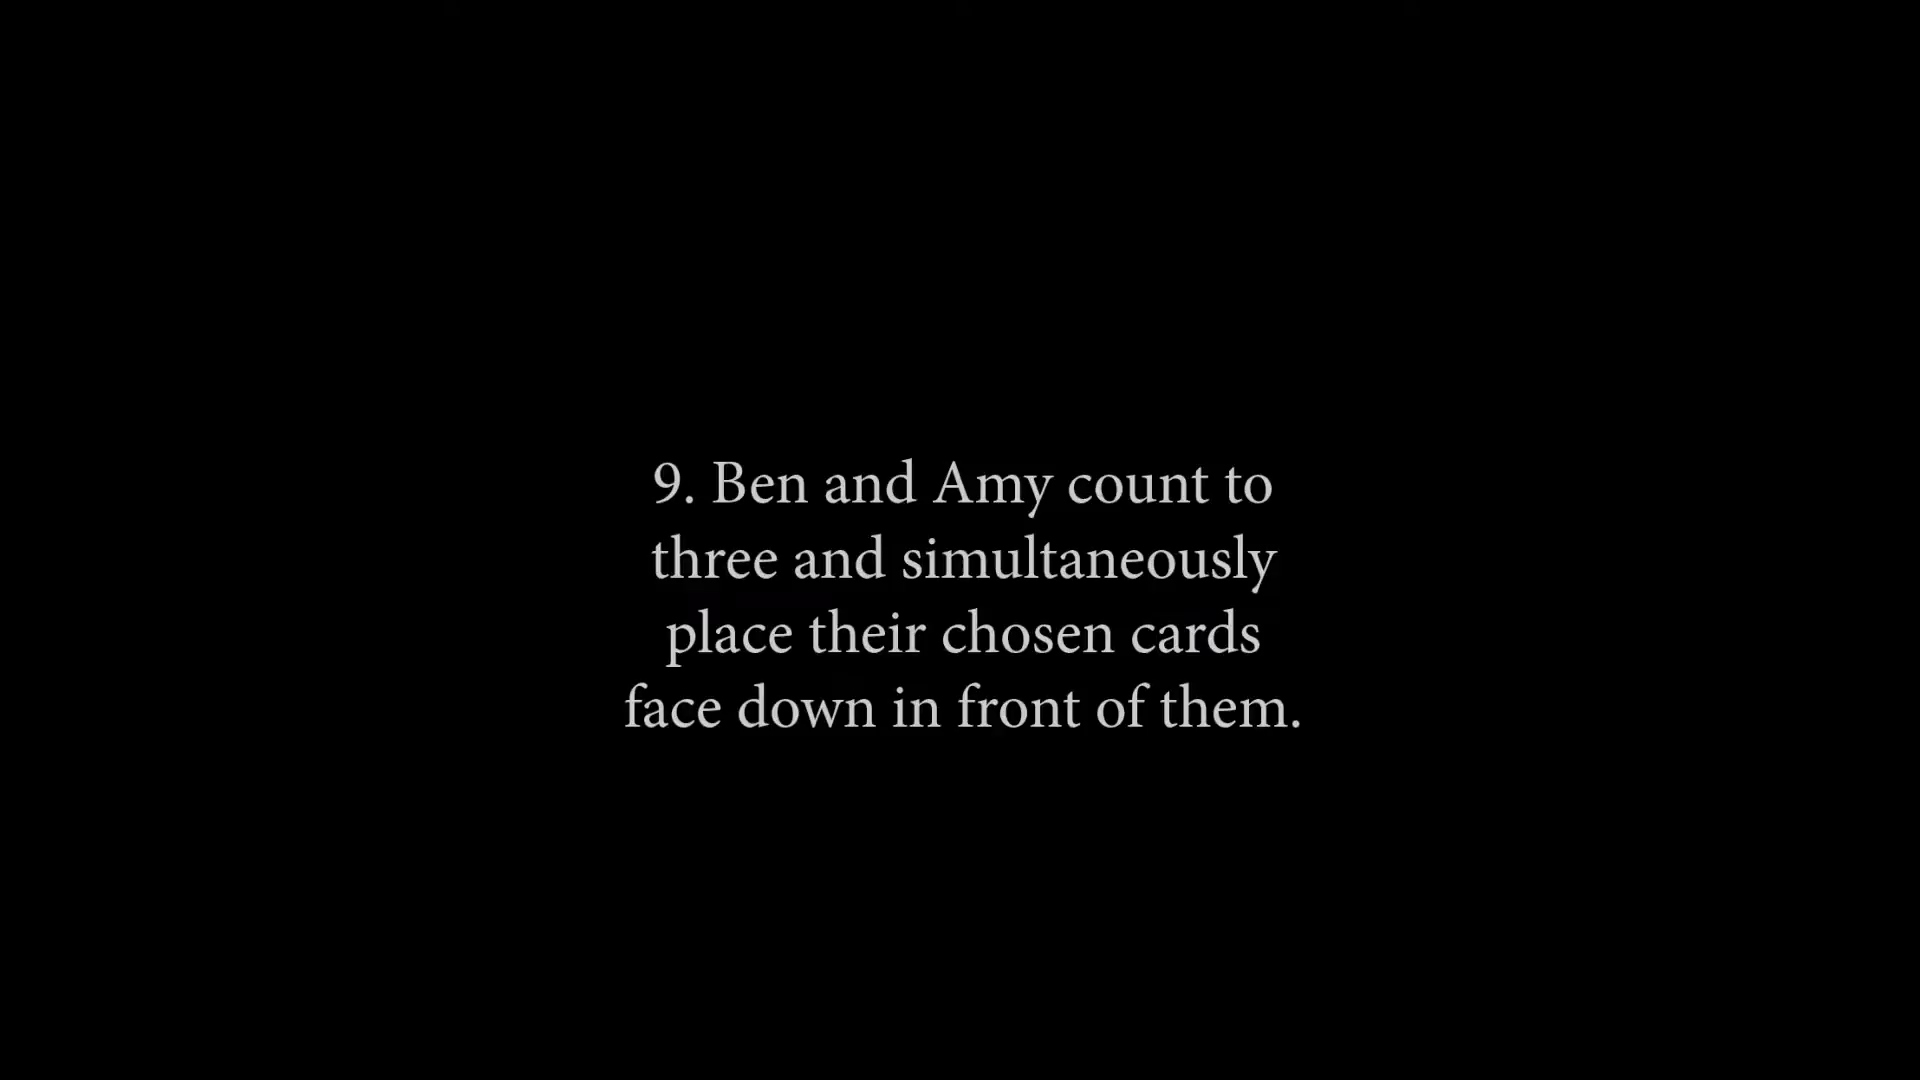 9. Ben and Amy count to
three and simultaneously
place their chosen cards
face down in front of them.